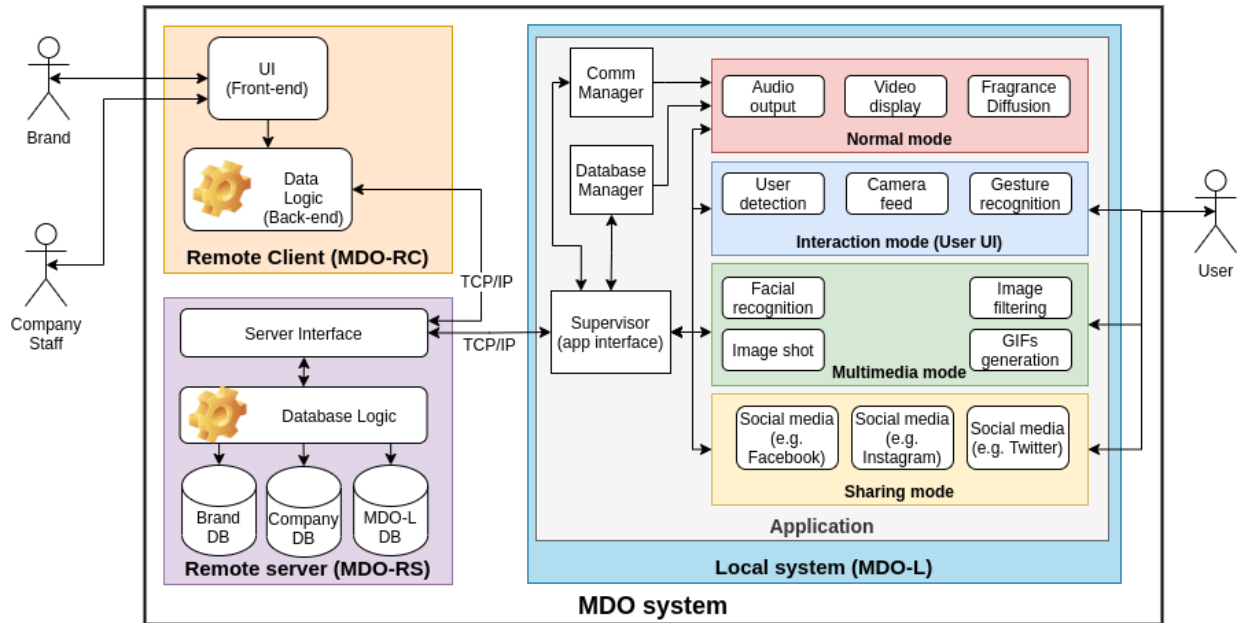 Brand
Company
Staff
UI
(Front-end)
Data
Logic
(Back-end)
Remote Client (MDO-RC)
TCP/IP
TCP/IP
Server Interface
Database Logic
Brand
DB
Company
DB
MDO-L
DB
Remote server (MDO-RS)
Comm
Manager
Database
Manager
Supervisor
(app interface)
Audio
output
Video
display
Fragrance
Diffusion
Normal mode
User
detection
Camera
feed
Gesture
recognition
Interaction mode (User UI)
Facial
recognition
Image
filtering
Image shot
GIFs
generation
Multimedia mode
Social media
(e.g.
Facebook)
Social media
(e.g.
Instagram)
Social media
(e.g. Twitter)
Sharing mode
Application
Local system (MDO-L)
User
MDO system